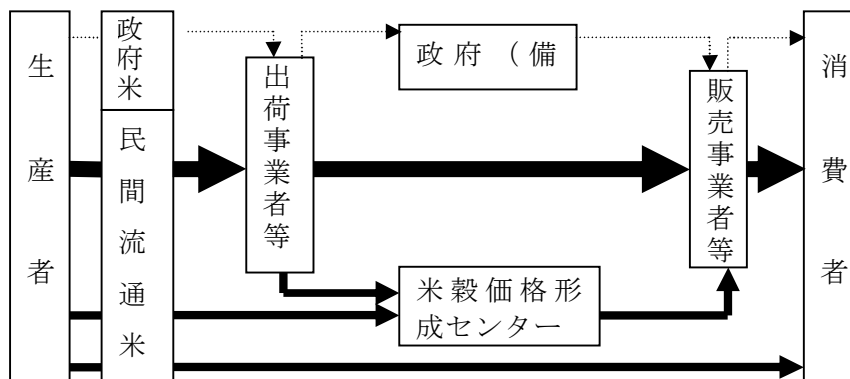 生産者
政府米
民間流通米
出荷事業者等
政府（備
米穀価格形
成センター
販売事業者等
消費者